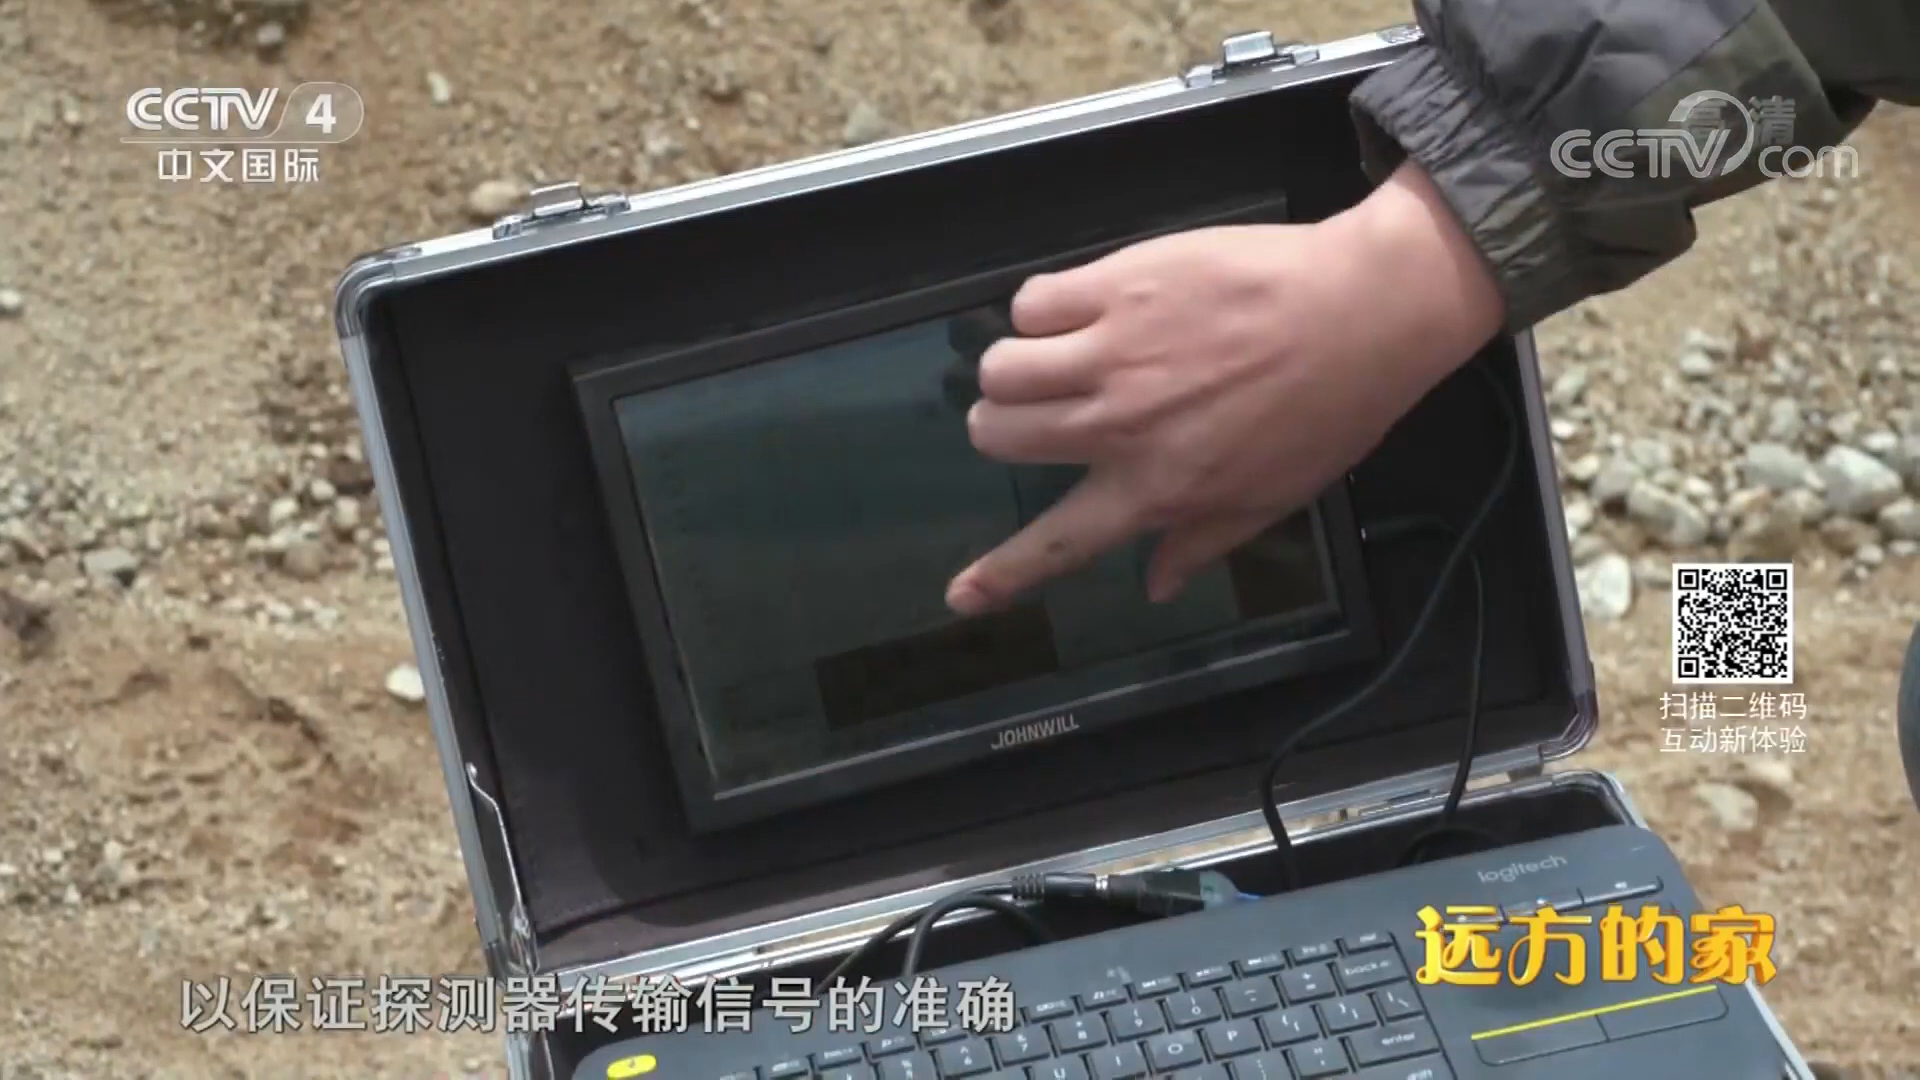 CCTV 4
中文国际
高清
CCTV.com
JOHNWILL
扫描二维码
互动新体验
logitech
远方的家
以保证探测器传输信号的准确
back
enter
P
O
I
U